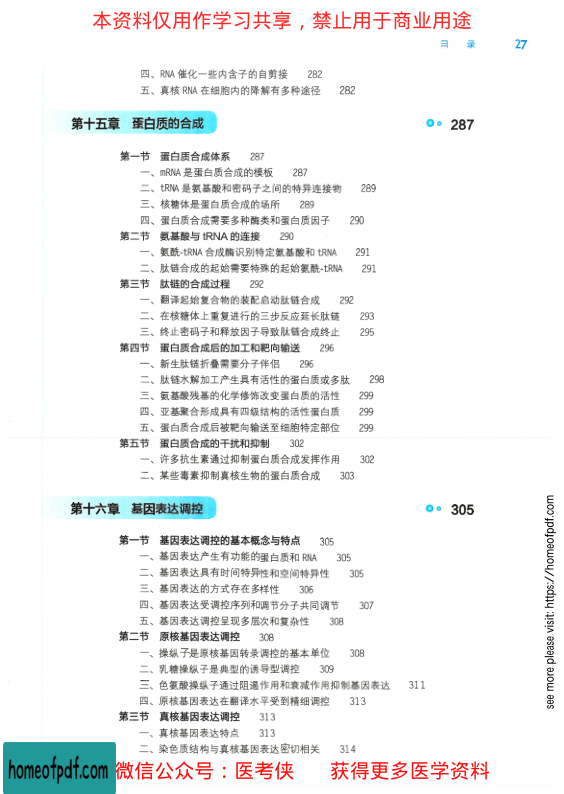 本资料仅用作学习共享，禁止用于商业用途
目 录 27
四、RNA 催化一些内含子的自剪接 282
五、真核 RNA 在细胞内的降解有多种途径 282
第十五章 蛋白质的合成 287
第一节 蛋白质合成体系 287
一、mRNA 是蛋白质合成的模板 287
二、tRNA 是氨基酸和密码子之间的特异连接物 289
三、核糖体是蛋白质合成的场所 289
四、蛋白质合成需要多种酶类和蛋白质因子 290
第二节 氨基酸与 tRNA 的连接 290
一、氨酰-tRNA 合成酶识别特定氨基酸和 tRNA 291
二、肽链合成的起始需要特殊的起始氨酰-tRNA 291
第三节 肽链的合成过程 292
一、翻译起始复合物的装配启动肽链合成 292
二、在核糖体上重复进行的三步反应延长肽链 293
三、终止密码子和释放因子导致肽链合成终止 295
第四节 蛋白质合成后的加工和靶向输送 296
一、新生肽链折叠需要分子伴侣 296
二、肽链水解加工产生具有活性的蛋白质或多肽 298
三、氨基酸残基的化学修饰改变蛋白质的活性 299
四、亚基聚合形成具有四级结构的活性蛋白质 299
五、蛋白质合成后被靶向输送至细胞特定部位 299
第五节 蛋白质合成的干扰和抑制 302
一、许多抗生素通过抑制蛋白质合成发挥作用 302
二、某些毒素抑制真核生物的蛋白质合成 303
第十六章 基因表达调控 305
第一节 基因表达调控的基本概念与特点 305
一、基因表达产生有功能的蛋白质和 RNA 305
二、基因表达具有时间特异性和空间特异性 305
三、基因表达的方式存在多样性 306
四、基因表达受调控序列和调节分子共同调节 307
五、基因表达调控呈现多层次和复杂性 308
第二节 原核基因表达调控 308
一、操纵子是原核基因转录调控的基本单位 308
二、乳糖操纵子是典型的诱导型调控 309
三、色氨酸操纵子通过阻遏作用和衰减作用抑制基因表达 311
四、原核基因表达在翻译水平受到精细调控 313
第三节 真核基因表达调控 313
一、真核基因表达特点 313
二、染色质结构与真核基因表达密切相关 314
see more please visit: https://homeofpdf.com
homeofpdf.com
微信公众号：医考侠 获得更多医学资料